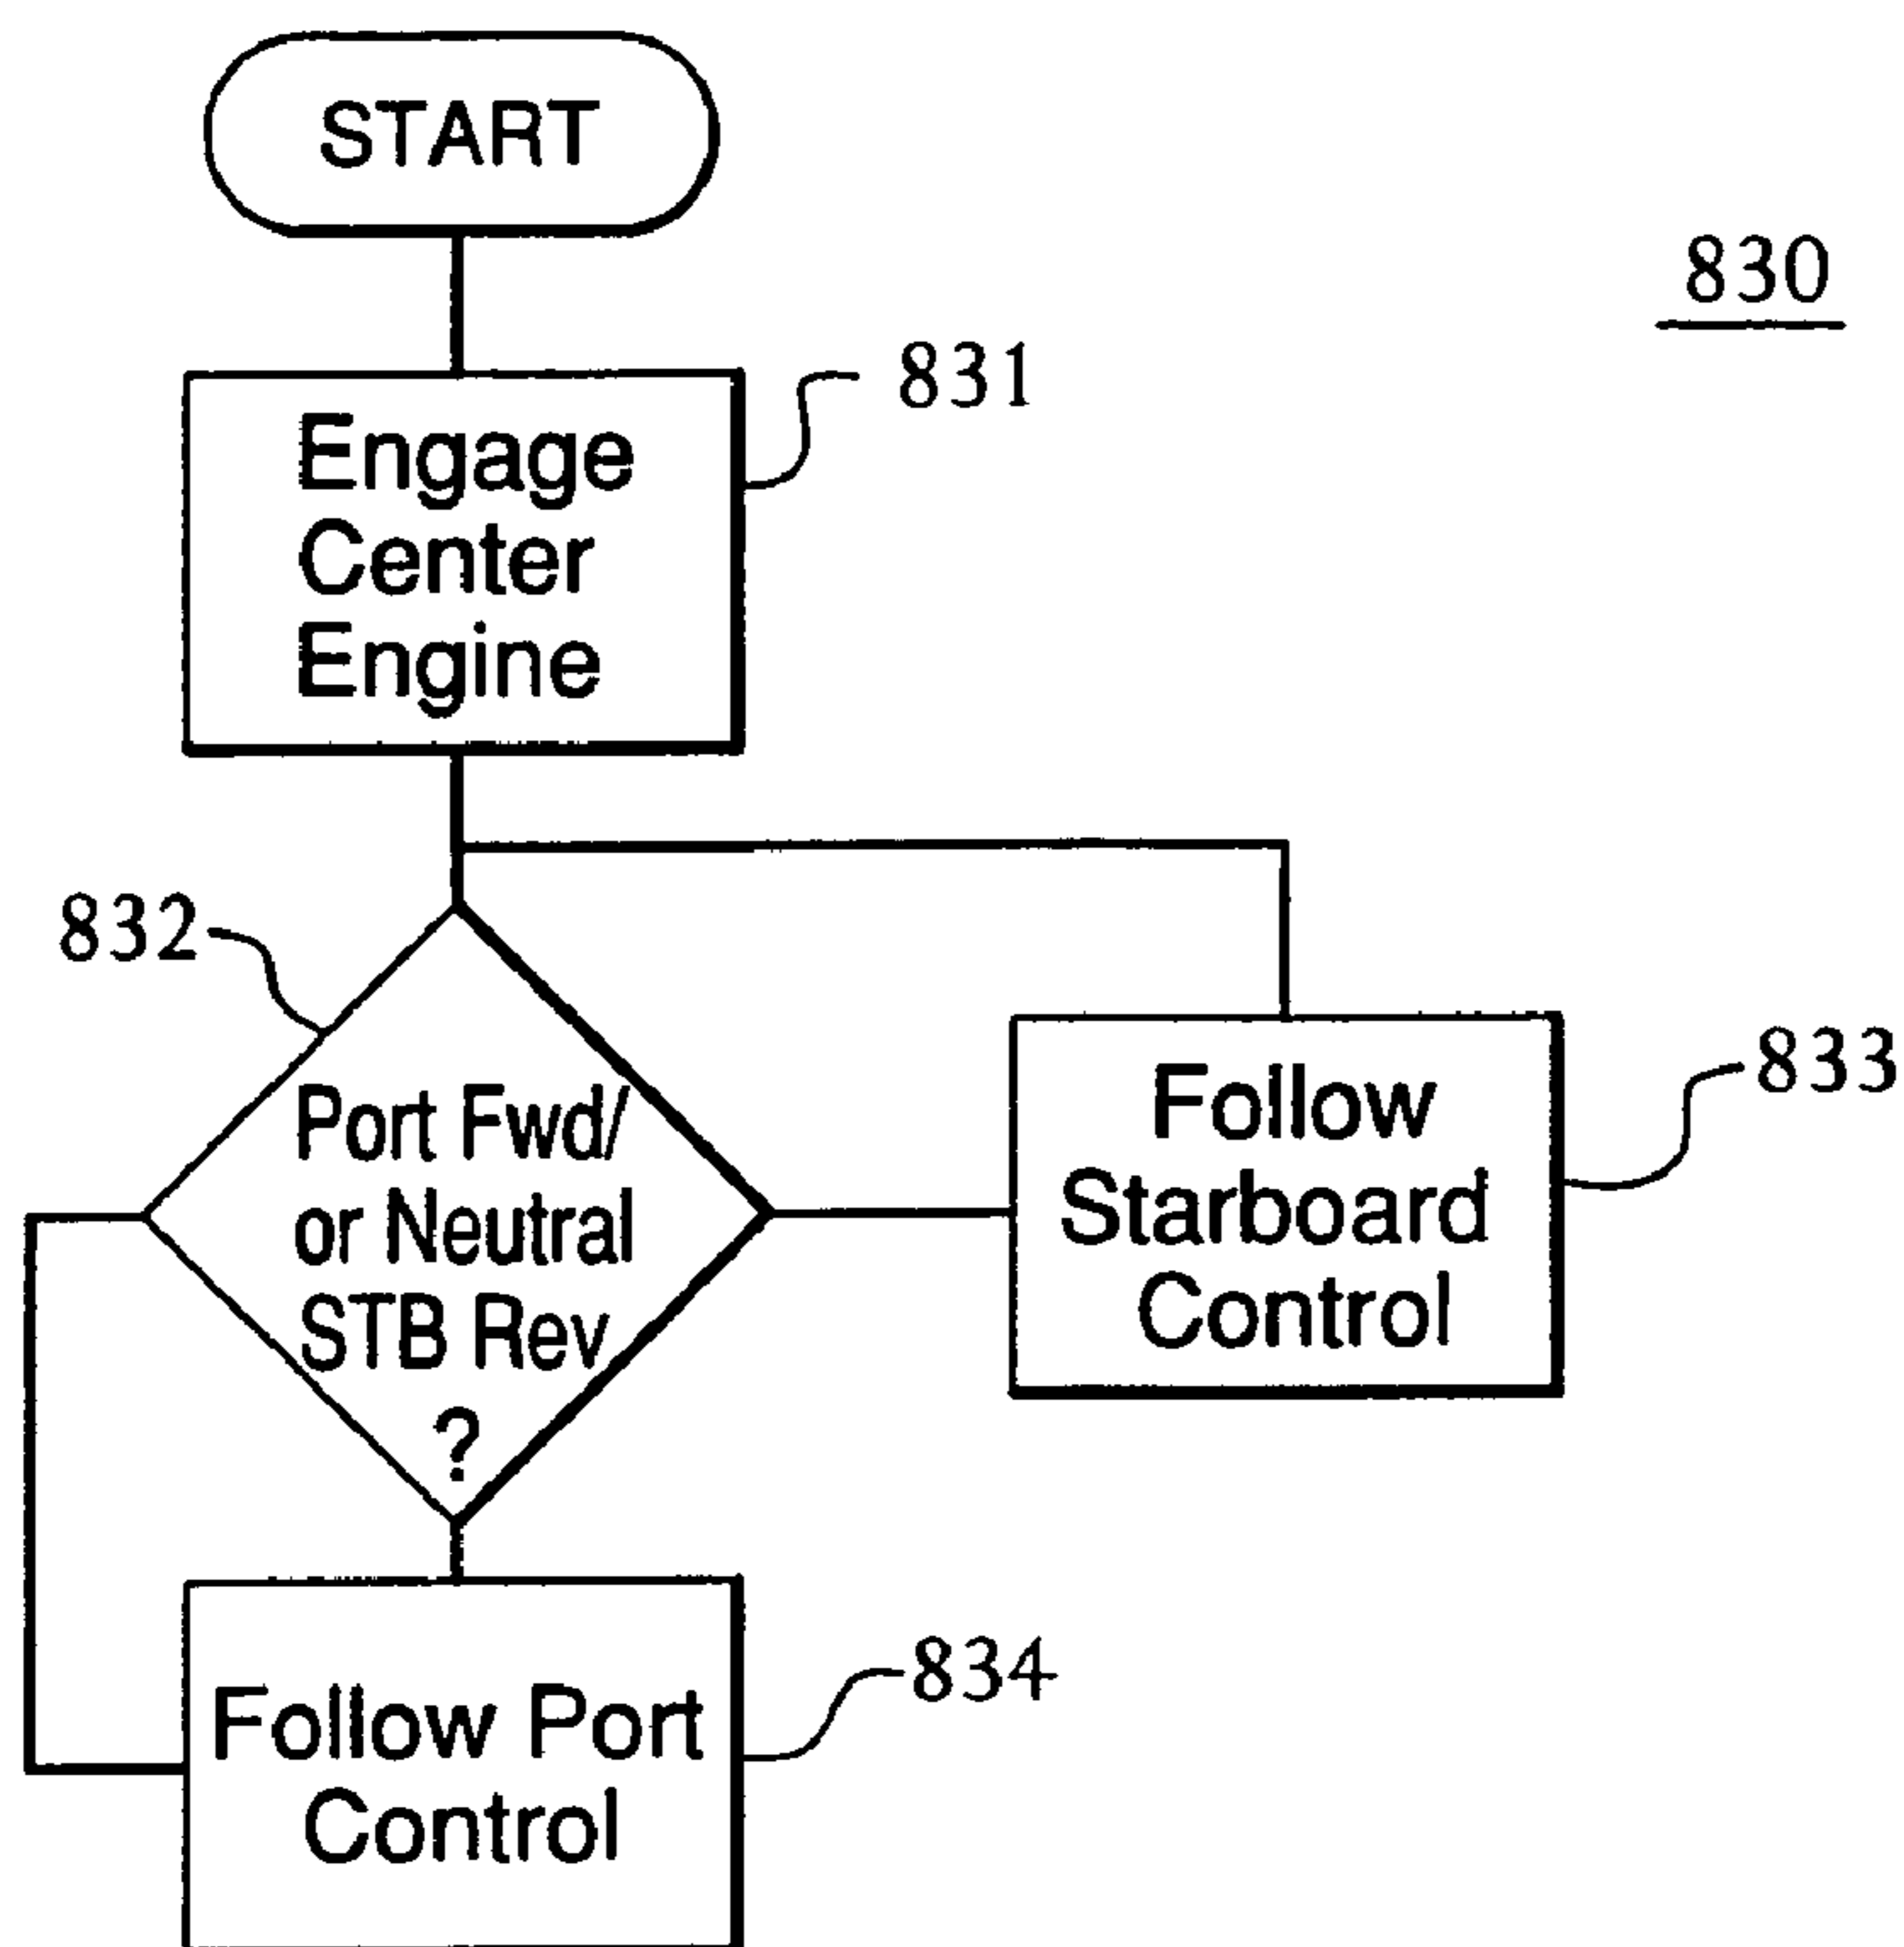 START
830
831
Engage
Center
Engine
832
Port Fwd/
or Neutral
STB Rev
?
Follow
Starboard
Control
833
834
Follow Port
Control